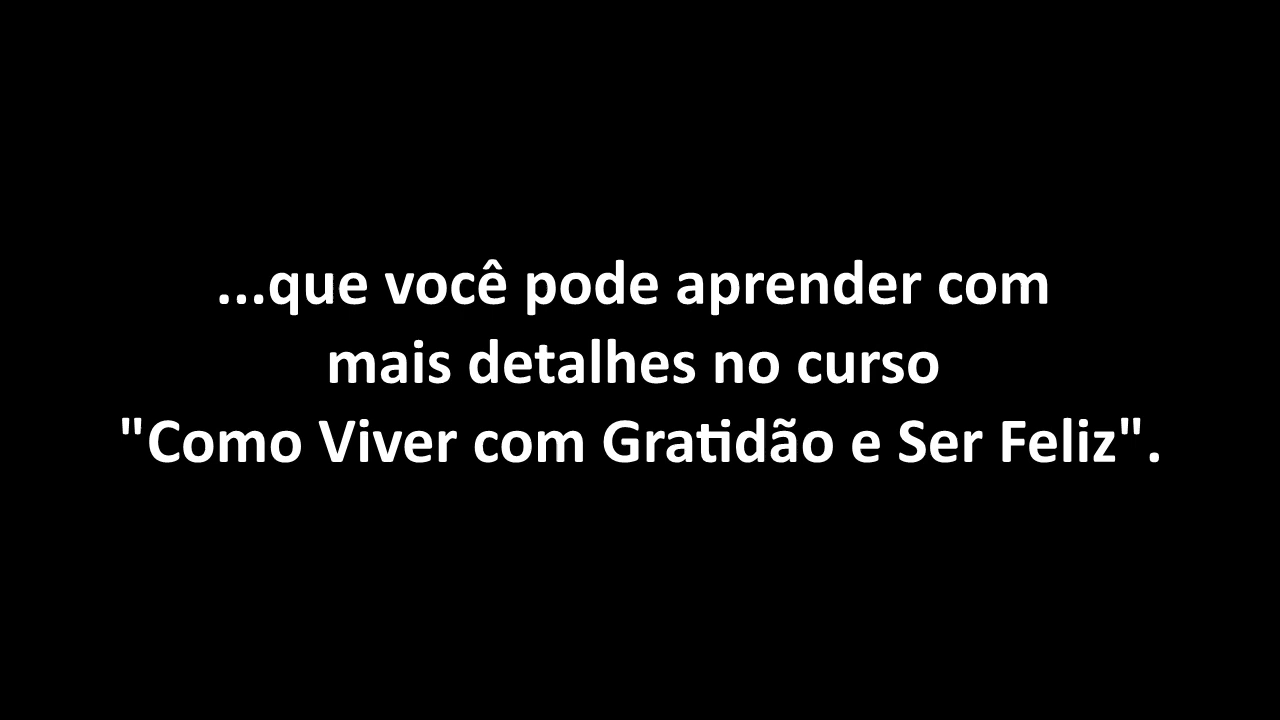 ...que você pode aprender com
mais detalhes no curso
"Como Viver com Gratidão e Ser Feliz".